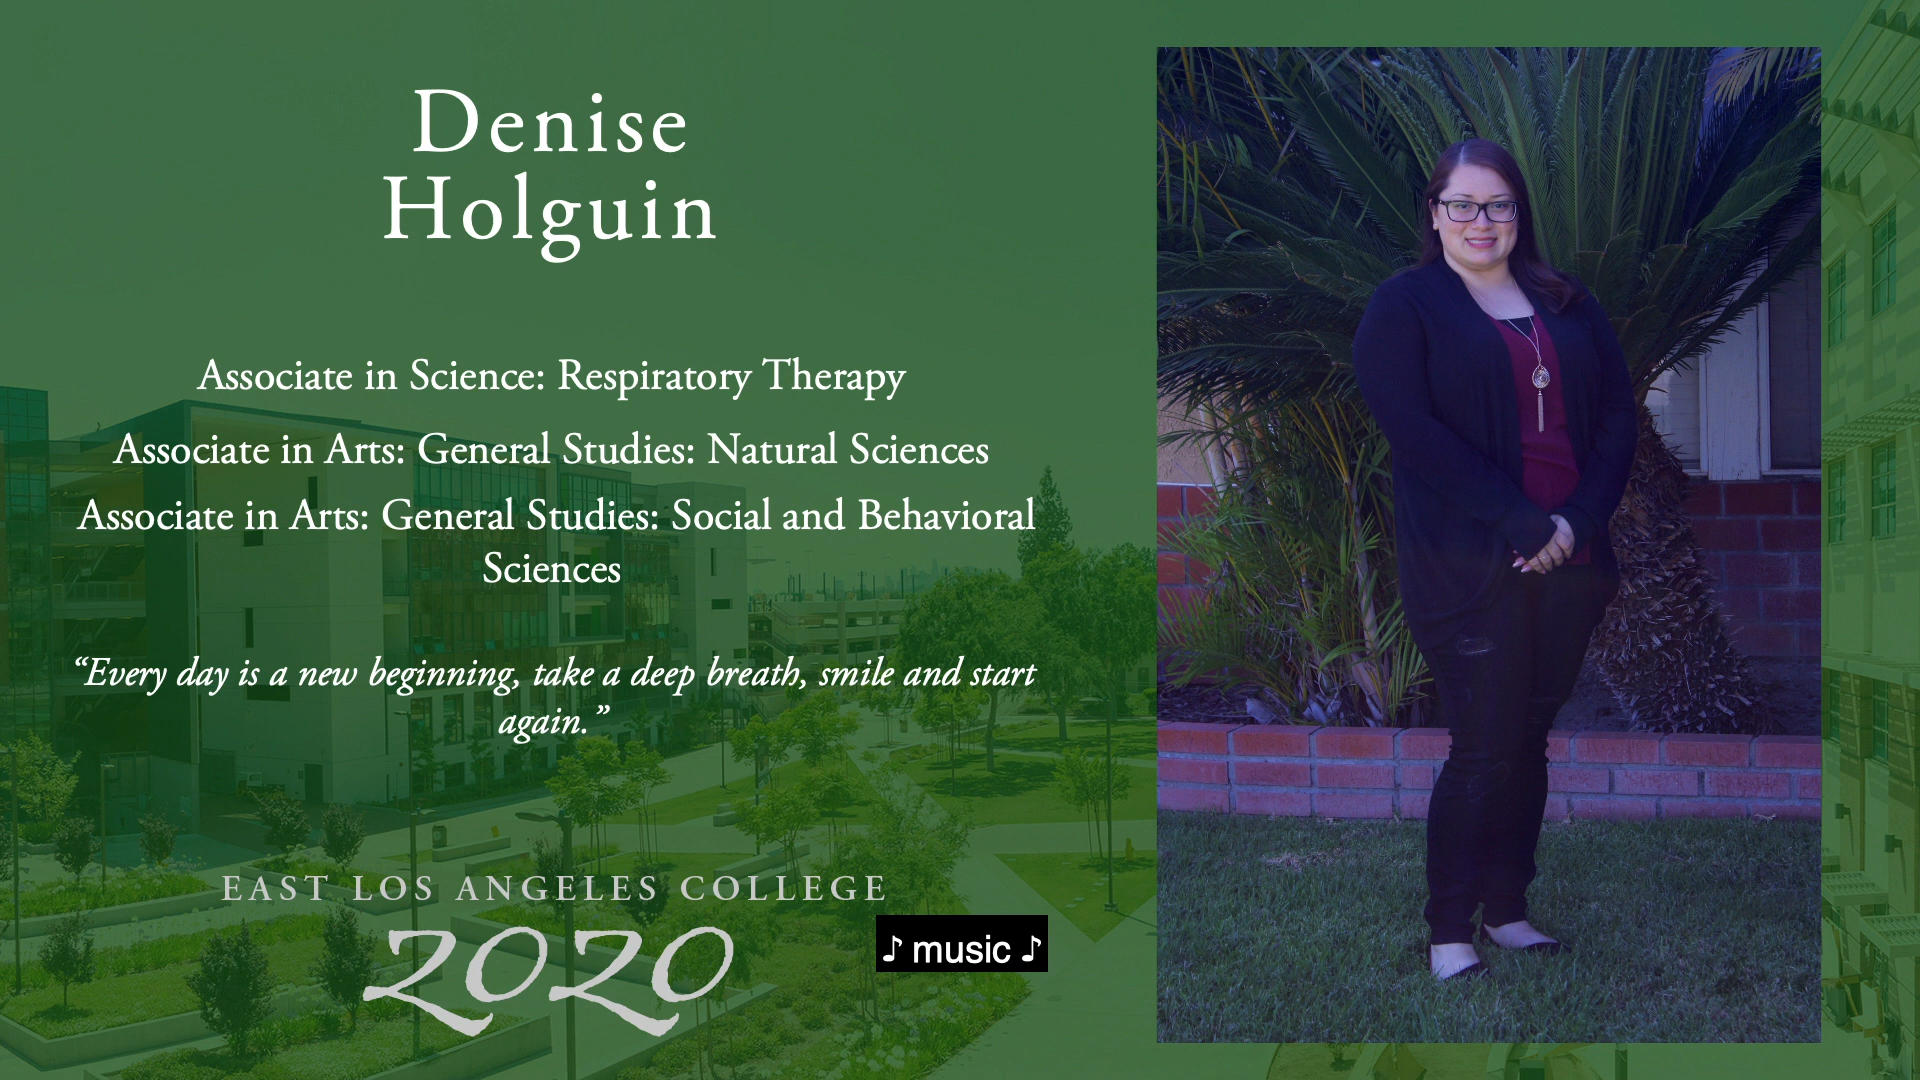 Denise
Holguin
Associate in Science: Respiratory Therapy
Associate in Arts: General Studies: Natural Sciences
Associate in Arts: General Studies: Social and Behavioral
Sciences
“Every day is a new beginning, take a deep breath, smile and start
again.”
EAST LOS ANGELES COLLEGE
2020
♪ music ♪